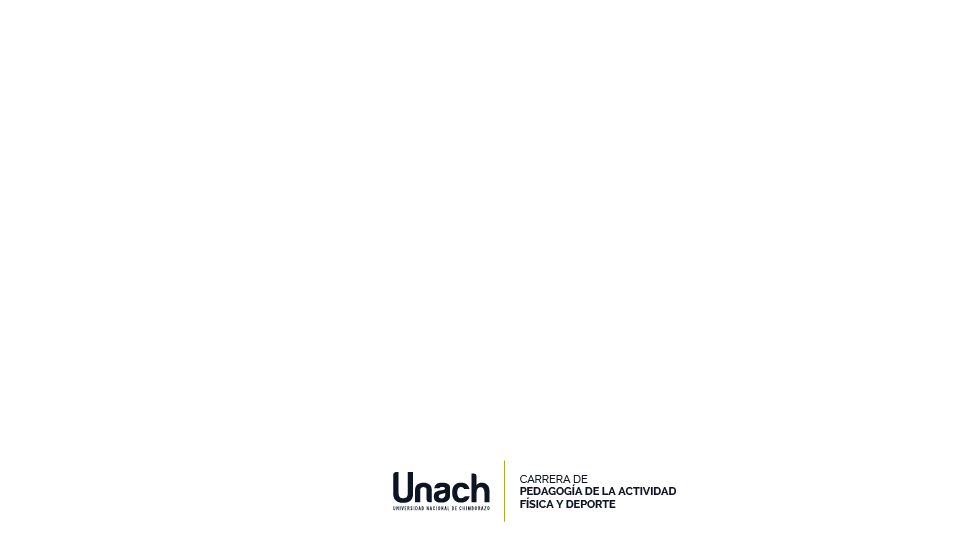 Unach
UNIVERSIDAD NACIONAL DE CHIMBORAZO
CARRERA DE
PEDAGOGÍA DE LA ACTIVIDAD
FÍSICA Y DEPORTE